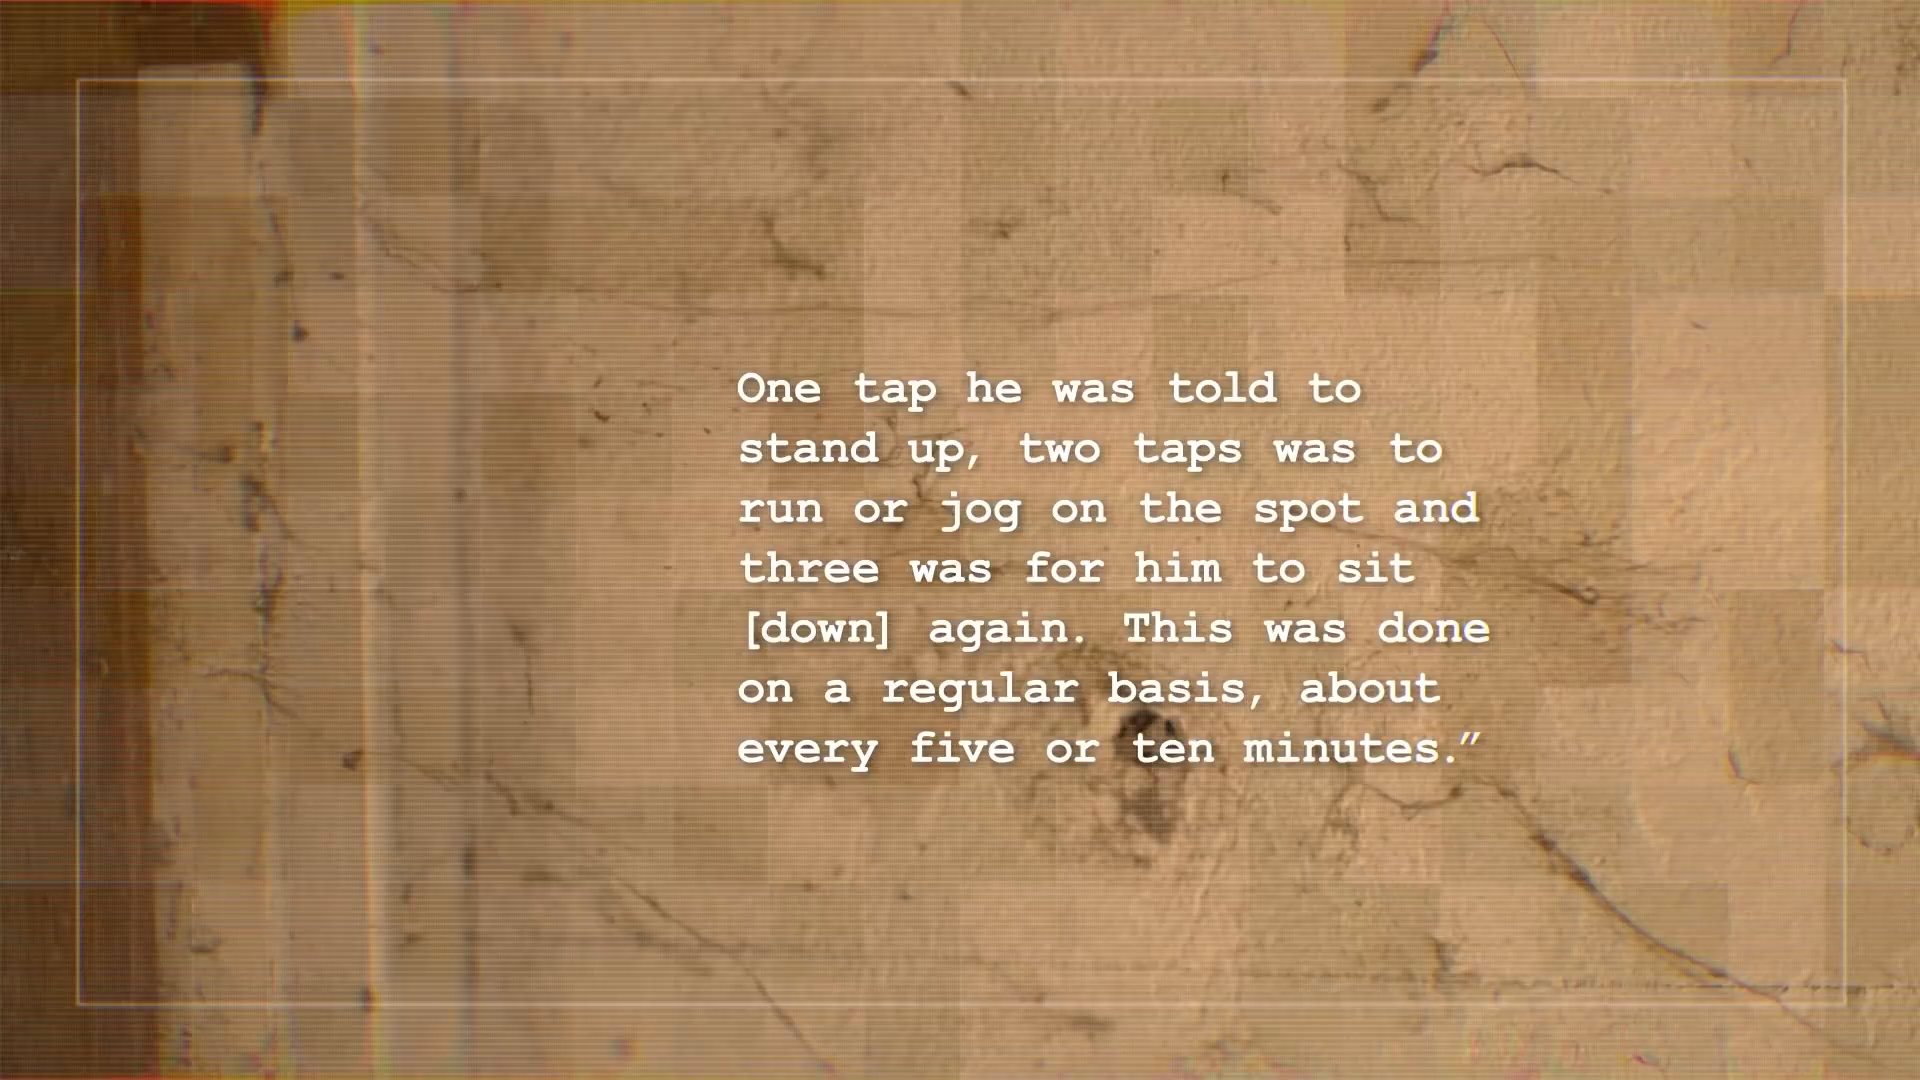 One tap he was told to
stand up, two taps was to
run or jog on the spot and
three was for him to sit
[down] again. This was done
on a regular basis, about
every five or ten minutes.”